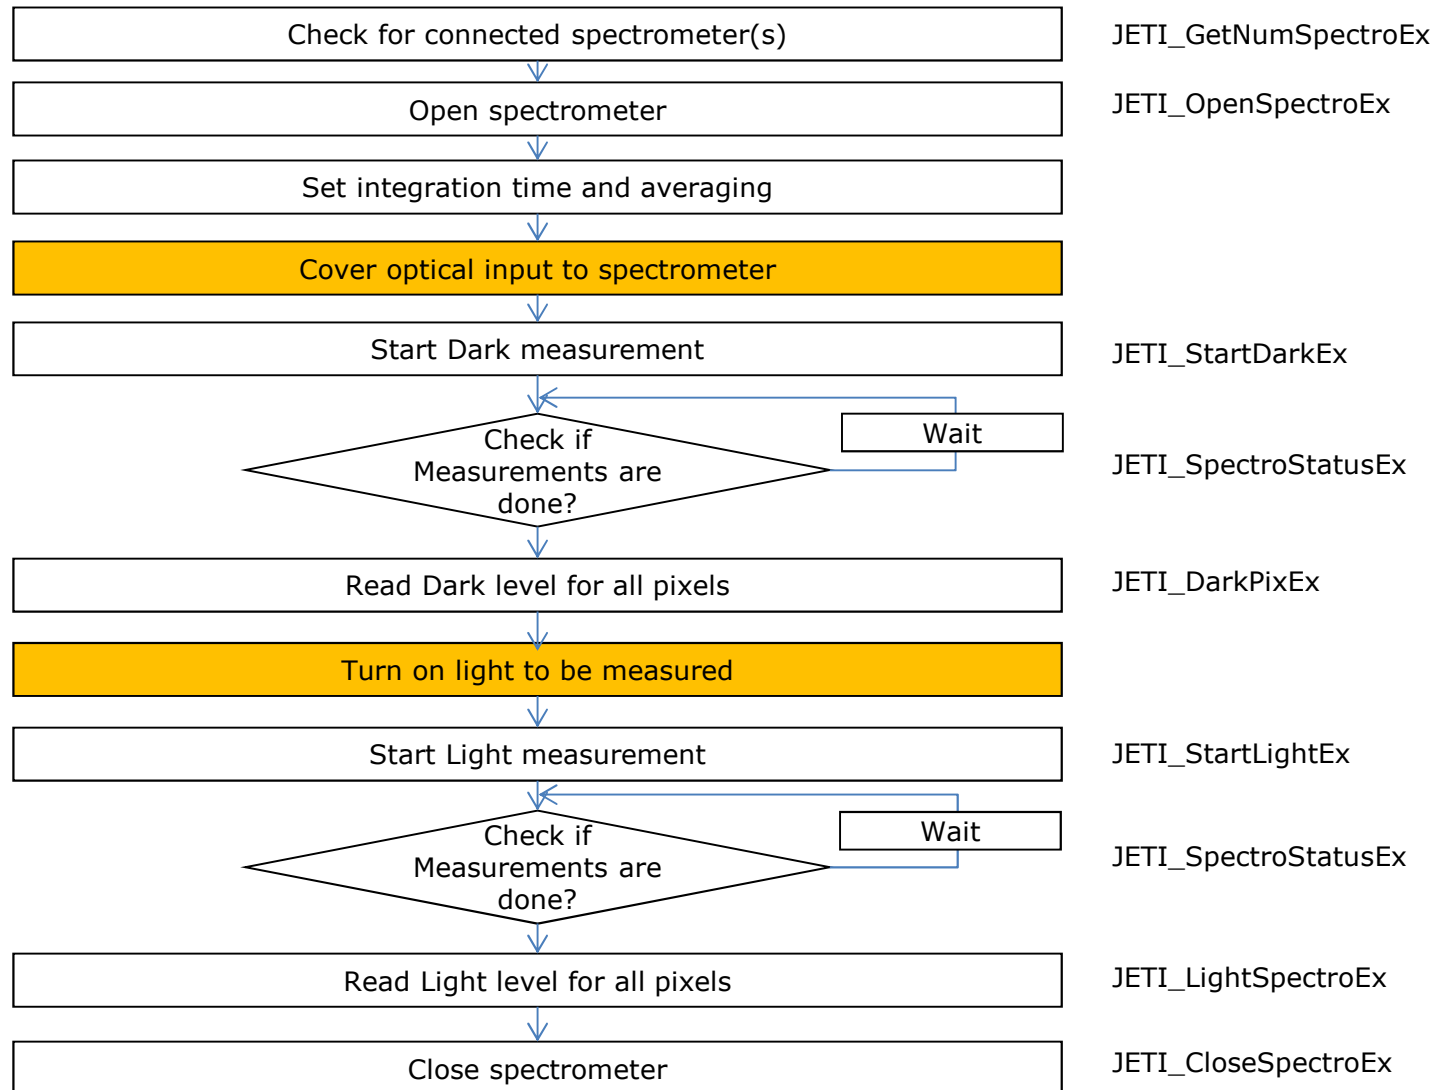 Check for connected spectrometer(s)
JETI_GetNumSpectroEx
Open spectrometer
JETI_OpenSpectroEx
Set integration time and averaging
Cover optical input to spectrometer
Start Dark measurement
JETI_StartDarkEx
Check if
Measurements are
done?
Wait
JETI_SpectroStatusEx
Read Dark level for all pixels
JETI_DarkPixEx
Turn on light to be measured
Start Light measurement
JETI_StartLightEx
Check if
Measurements are
done?
Wait
JETI_SpectroStatusEx
Read Light level for all pixels
JETI_LightSpectroEx
Close spectrometer
JETI_CloseSpectroEx